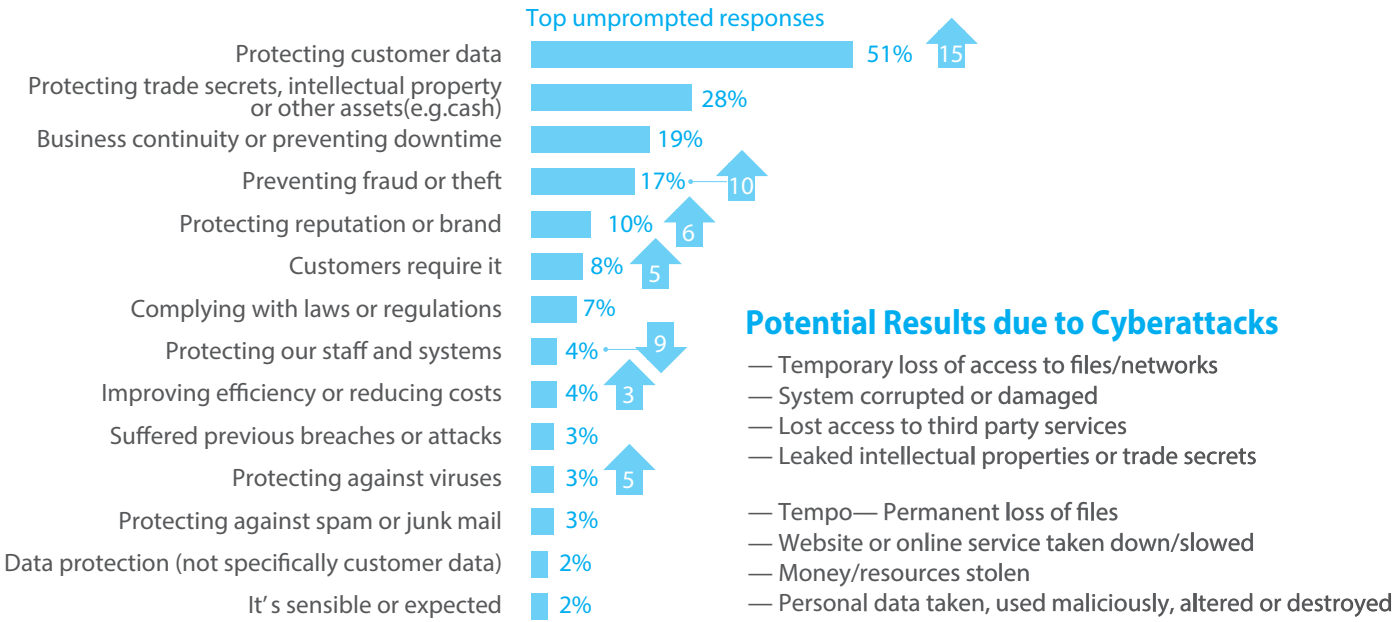 Top umprompted responses
Protecting customer data 51% 15
Protecting trade secrets, intellectual property
or other assets(e.g.cash) 28%
Business continuity or preventing downtime 19%
Preventing fraud or theft 17% 10
Protecting reputation or brand 10% 6
Customers require it 8% 5
Complying with laws or regulations 7%
Protecting our staff and systems 4% 9
Improving efficiency or reducing costs 4% 3
Suffered previous breaches or attacks 3%
Protecting against viruses 3% 5
Protecting against spam or junk mail 3%
Data protection (not specifically customer data) 2%
It's sensible or expected 2%
Potential Results due to Cyberattacks
— Temporary loss of access to files/networks
— System corrupted or damaged
— Lost access to third party services
— Leaked intellectual properties or trade secrets
— Tempo— Permanent loss of files
— Website or online service taken down/slowed
— Money/resources stolen
— Personal data taken, used maliciously, altered or destroyed